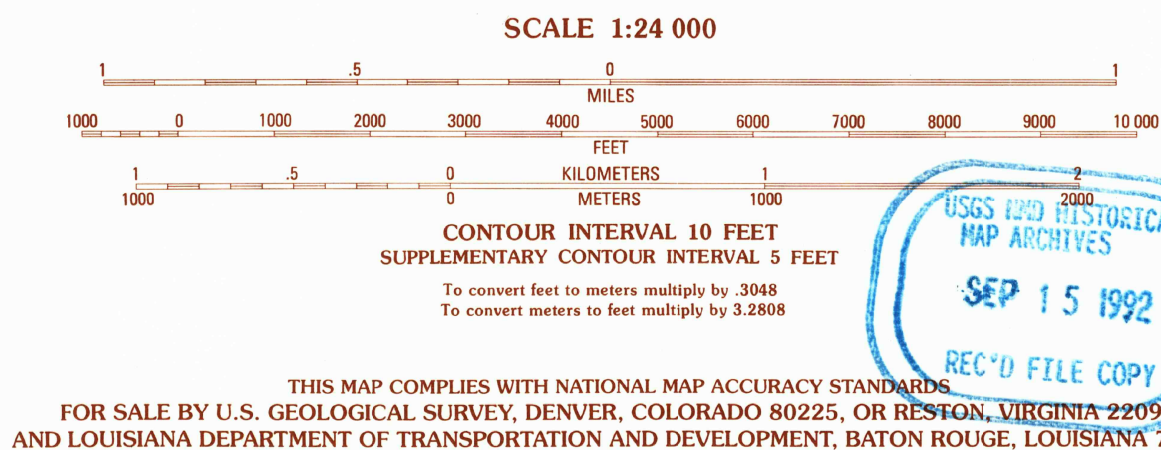 SCALE 1:24 000
1 .5 0 1
MILES
1000 0 1000 2000 3000 4000 5000 6000 7000 8000 9000 10 000
FEET
1 .5 0 KILOMETERS 1 2
1000 0 METERS 1000 2000
CONTOUR INTERVAL 10 FEET
SUPPLEMENTARY CONTOUR INTERVAL 5 FEET
To convert feet to meters multiply by .3048
To convert meters to feet multiply by 3.2808
USGS NMD HISTORICA
MAP ARCHIVES
SEP 15 1992
REC'D FILE COPY
THIS MAP COMPLIES WITH NATIONAL MAP ACCURACY STANDARDS
FOR SALE BY U.S. GEOLOGICAL SURVEY, DENVER, COLORADO 80225, OR RESTON, VIRGINIA 2209
AND LOUISIANA DEPARTMENT OF TRANSPORTATION AND DEVELOPMENT, BATON ROUGE, LOUISIANA 7